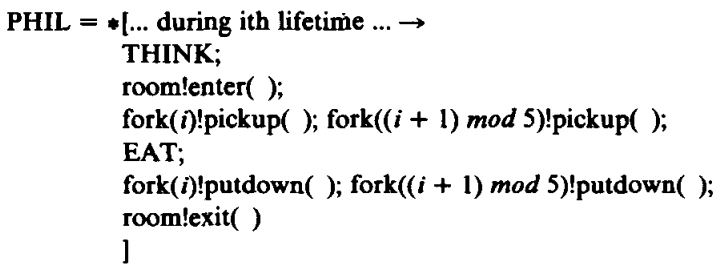 PHIL = *[... during ith lifetime ... →
THINK;
room!enter( );
fork(i)!pickup( ); fork((i + 1) mod 5)!pickup( );
EAT;
fork(i)!putdown( ); fork((i + 1) mod 5)!putdown( );
room!exit( )
]